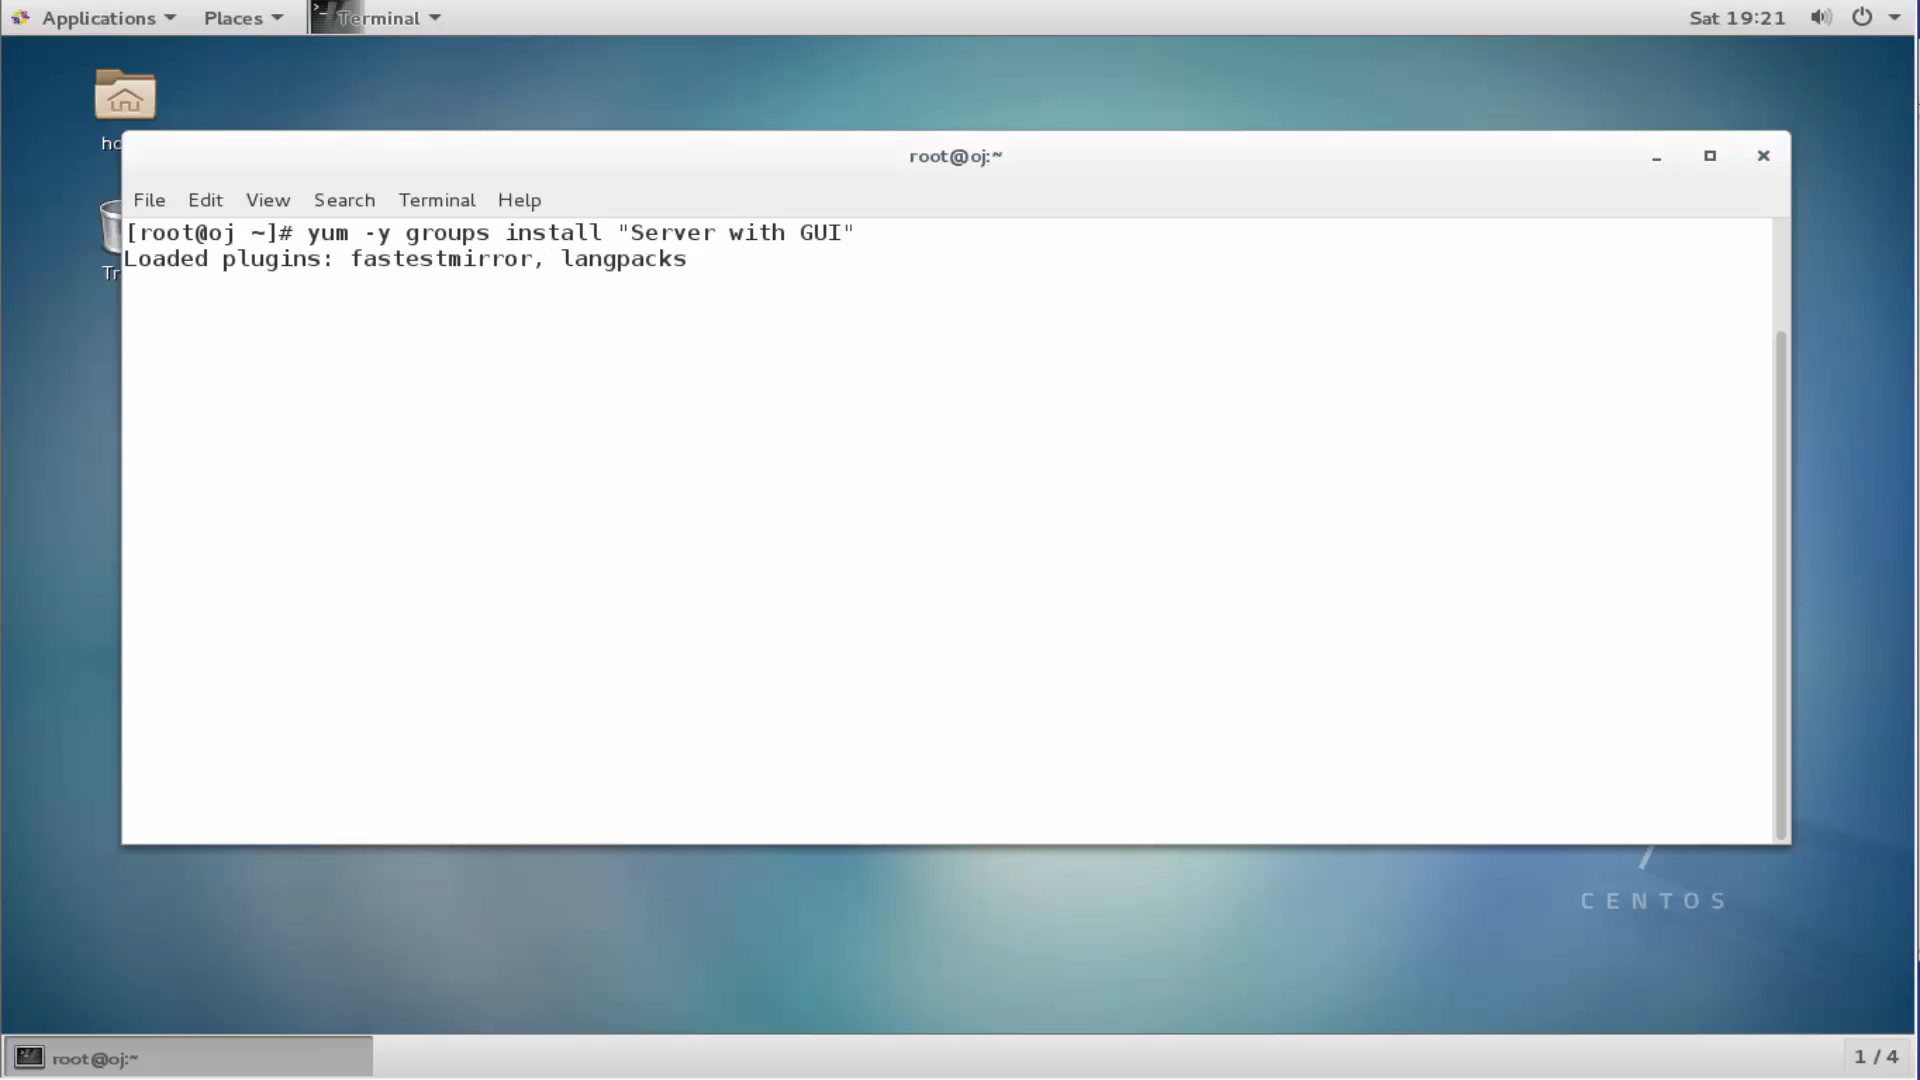 Applications Places Terminal Sat 19:21
root@oj:~
File Edit View Search Terminal Help
[root@oj ~]# yum -y groups install "Server with GUI"
Loaded plugins: fastestmirror, langpacks
CENTOS
root@oj:~ 1 / 4